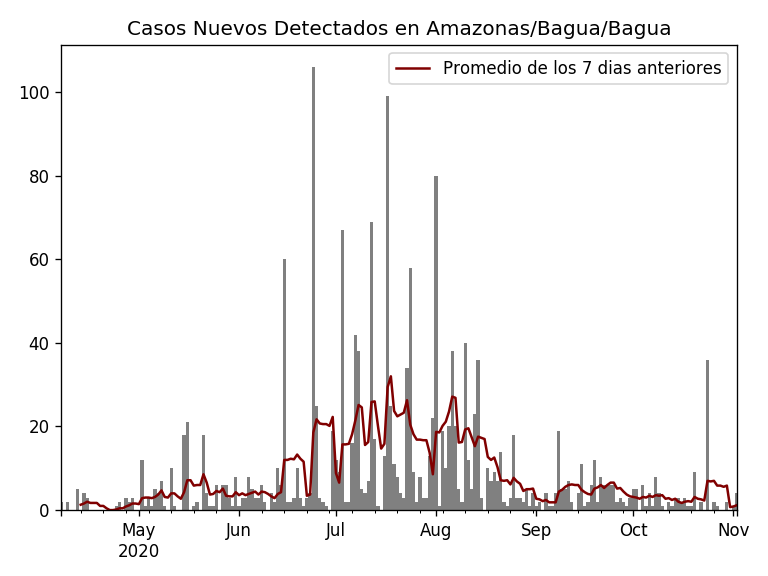 Casos Nuevos Detectados en Amazonas/Bagua/Bagua
Promedio de los 7 dias anteriores
100
80
60
40
20
0
May Jun Jul Aug Sep Oct Nov
2020